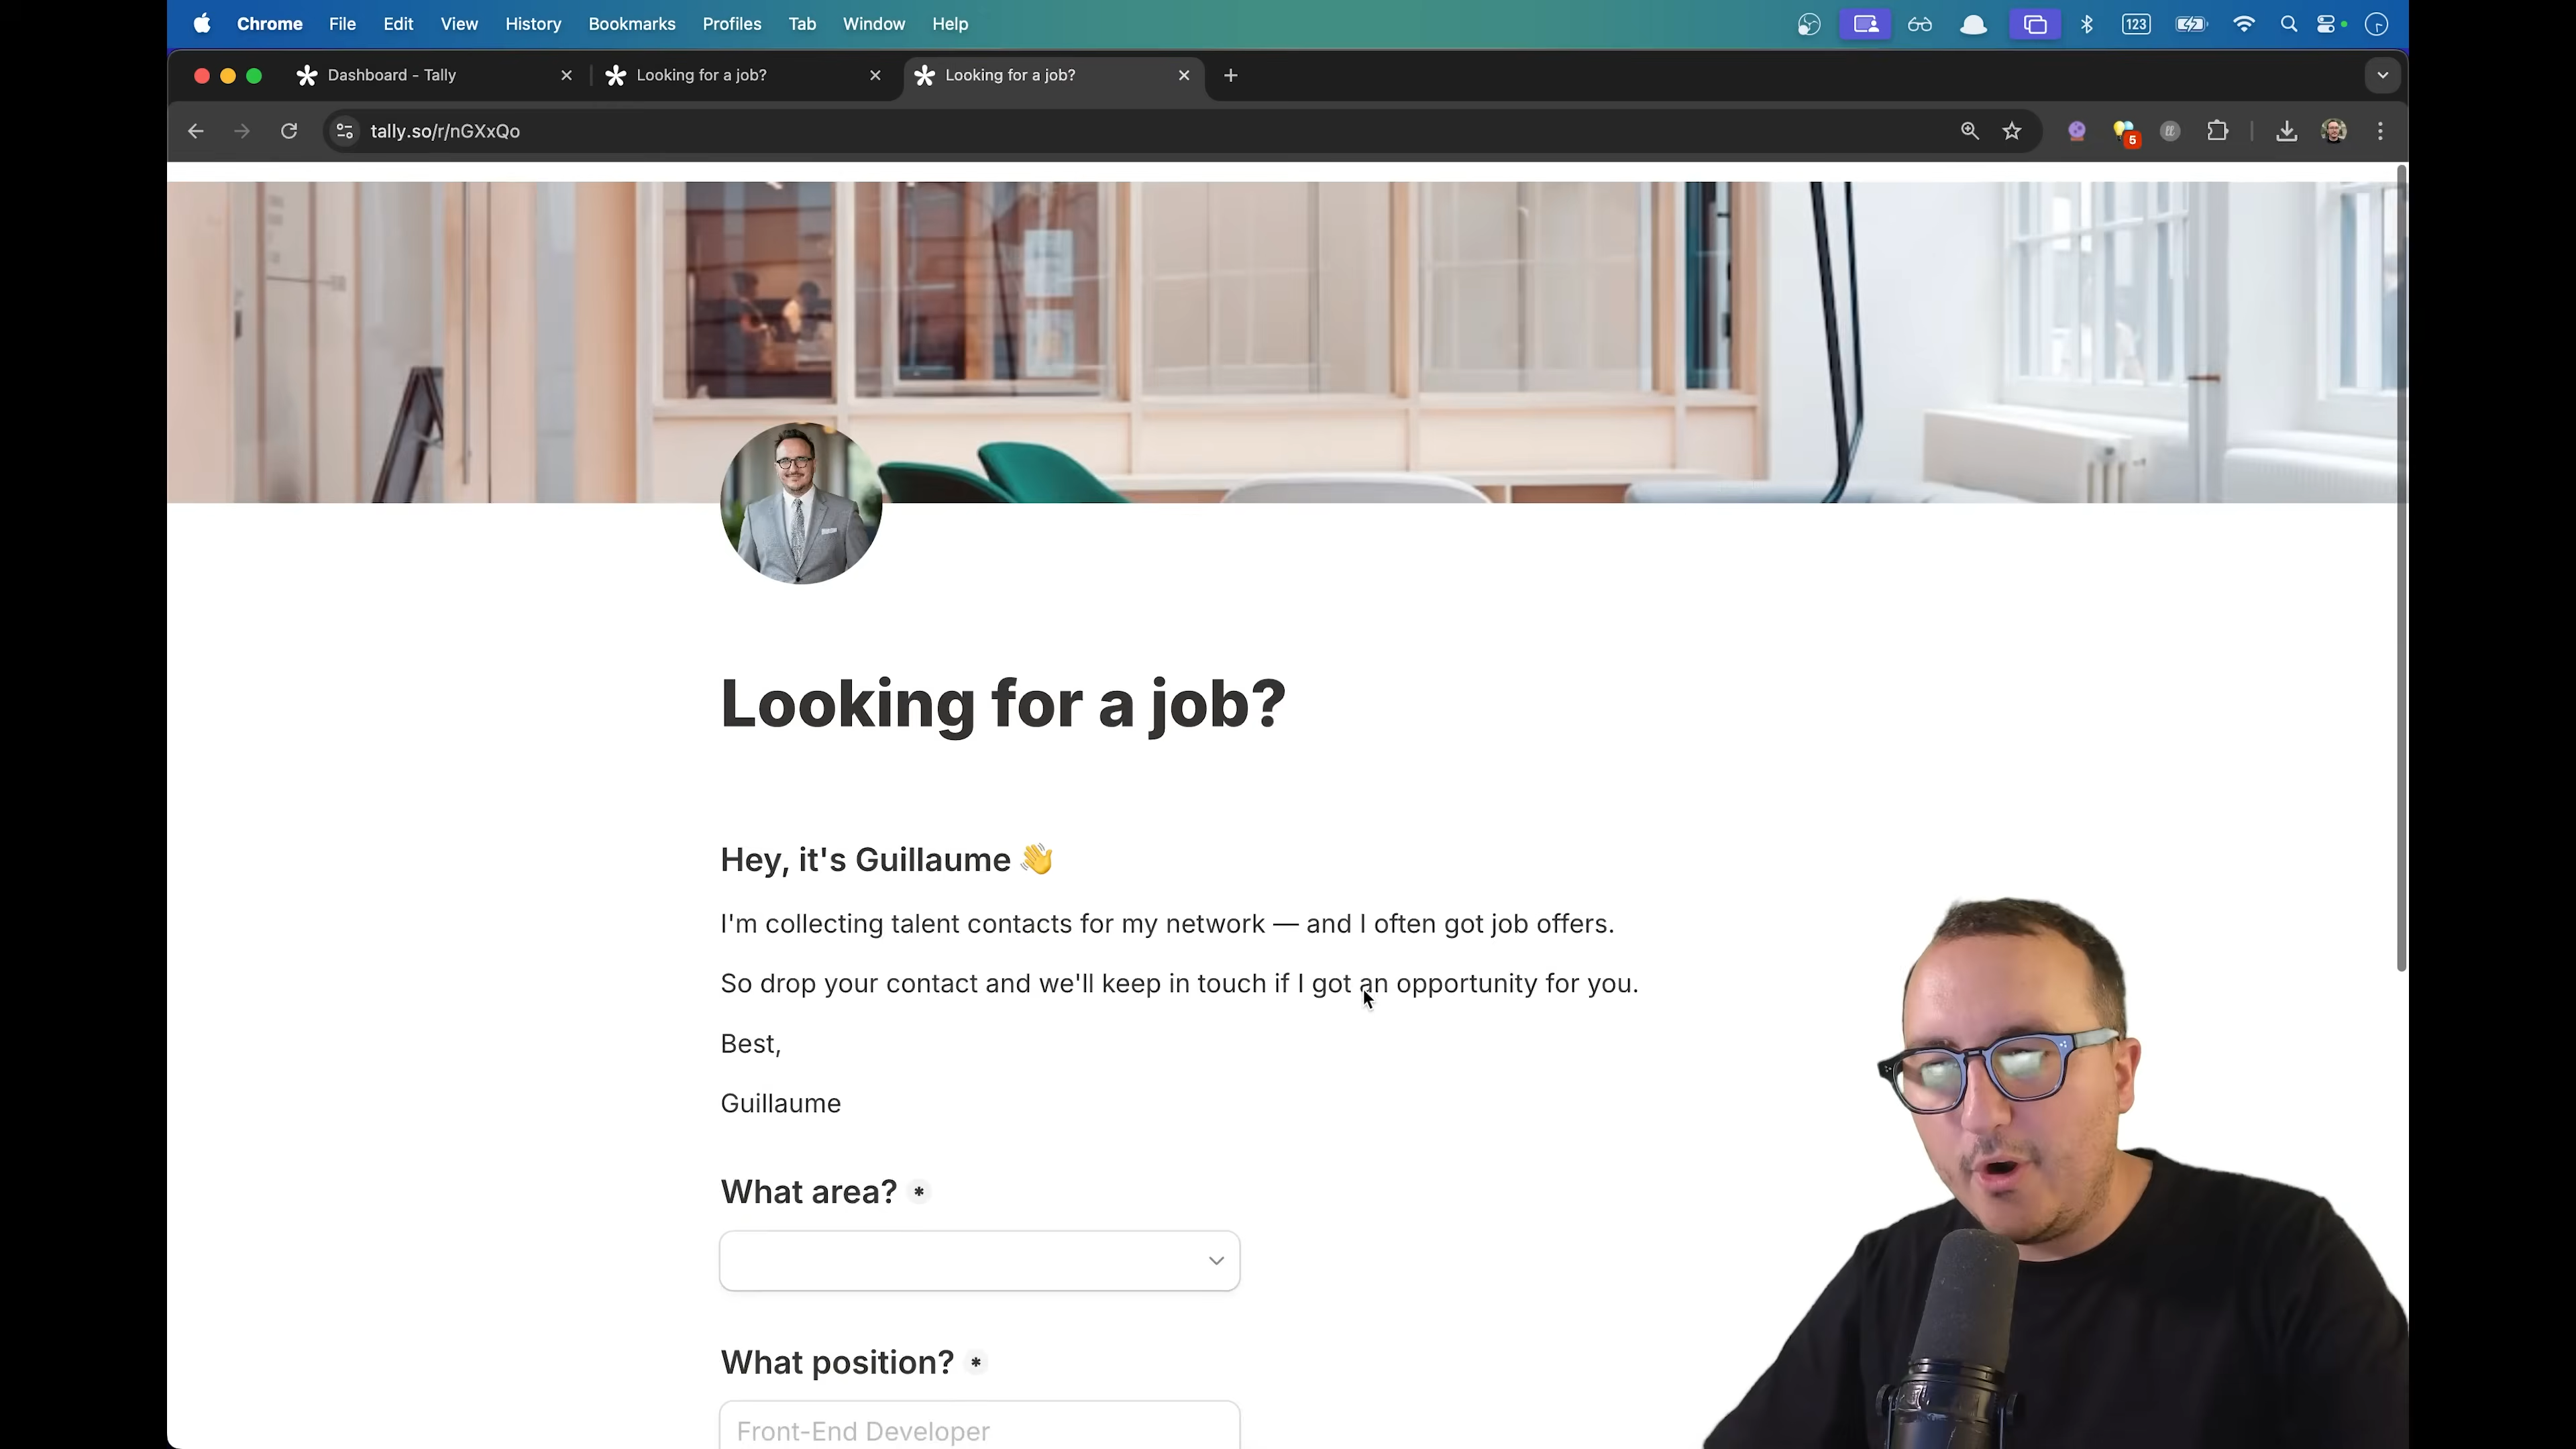 Chrome File Edit View History Bookmarks Profiles Tab Window Help
123
Dashboard - Tally
Looking for a job?
Looking for a job?
tally.so/r/nGXxQo
5
Looking for a job?
Hey, it's Guillaume 👋
I'm collecting talent contacts for my network — and I often got job offers.
So drop your contact and we'll keep in touch if I got an opportunity for you.
Best,
Guillaume
What area? *
What position? *
Front-End Developer